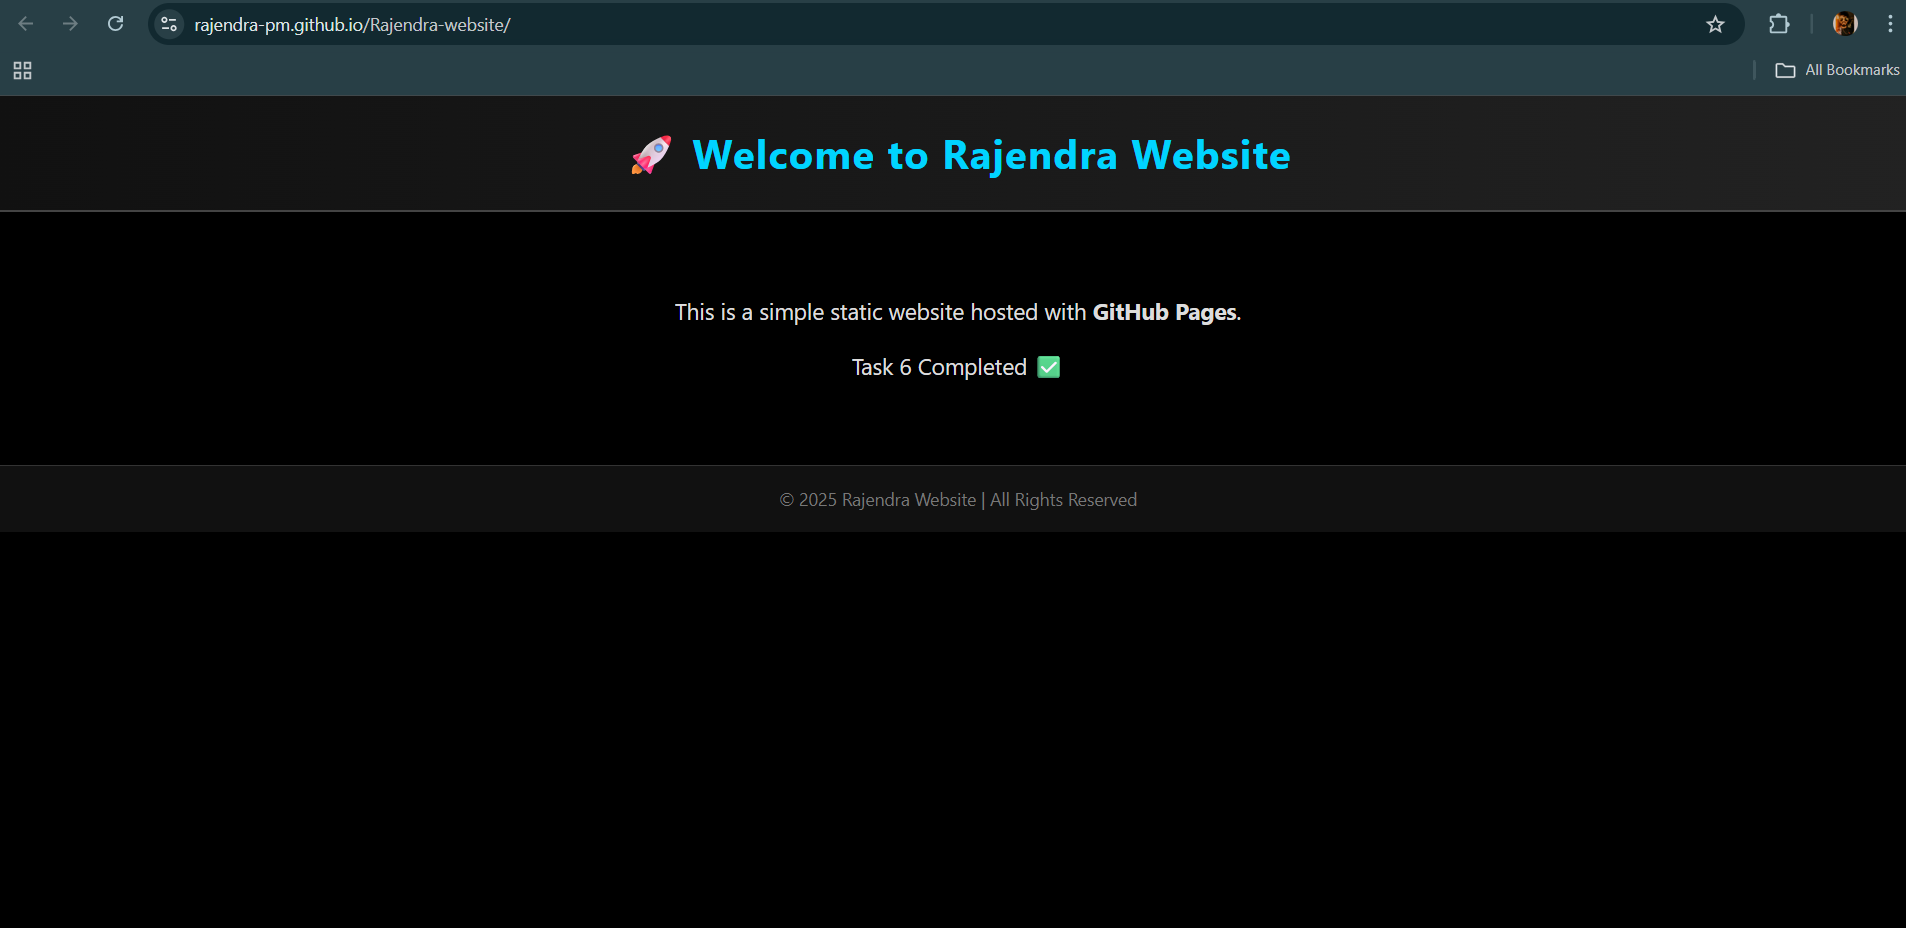 rajendra-pm.github.io/Rajendra-website/
All Bookmarks
🚀 Welcome to Rajendra Website
This is a simple static website hosted with GitHub Pages.
Task 6 Completed ✅
© 2025 Rajendra Website | All Rights Reserved